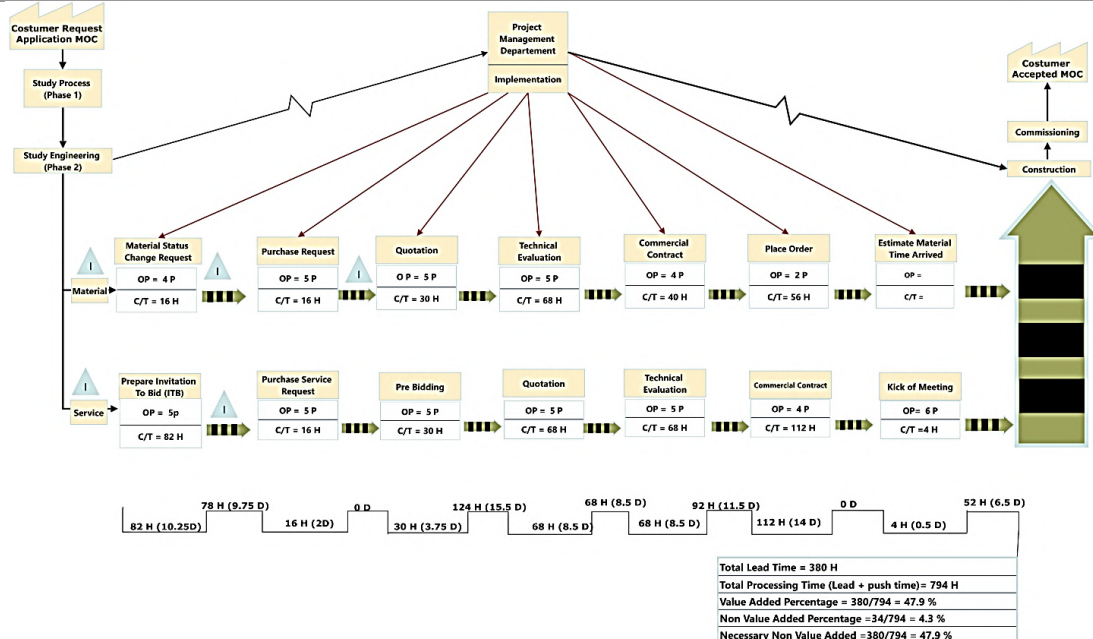 Costumer Request
Application MOC
Study Process
(Phase 1)
Study Engineering
(Phase 2)
Project
Management
Departement
Implementation
Costumer
Accepted MOC
Commissioning
Construction
I
Material
Material Status
Change Request
OP = 4 P
C/T = 16 H
I
Purchase Request
OP = 5 P
C/T = 16 H
I
Quotation
O P = 5 P
C/T = 30 H
Technical
Evaluation
OP = 5 P
C/T = 68 H
Commercial
Contract
OP = 4 P
C/T = 40 H
Place Order
OP = 2 P
C/T= 56 H
Estimate Material
Time Arrived
OP =
C/T =
I
Service
Prepare Invitation
To Bid (ITB)
OP = 5p
C/T = 82 H
I
Purchase Service
Request
OP = 5 P
C/T = 16 H
Pre Bidding
OP = 5 P
C/T = 30 H
Quotation
OP = 5 P
C/T = 68 H
Technical
Evaluation
OP = 5 P
C/T = 68 H
Commercial Contract
OP = 4 P
C/T = 112 H
Kick of Meeting
OP= 6 P
C/T =4 H
82 H (10.25D)
78 H (9.75 D)
16 H (2D)
0 D
30 H (3.75 D)
124 H (15.5 D)
68 H (8.5 D)
68 H (8.5 D)
68 H (8.5 D)
92 H (11.5 D)
112 H (14 D)
0 D
4 H (0.5 D)
52 H (6.5 D)
Total Lead Time = 380 H
Total Processing Time (Lead + push time)= 794 H
Value Added Percentage = 380/794 = 47.9 %
Non Value Added Percentage =34/794 = 4.3 %
Necessary Non Value Added =380/794 = 47.9 %